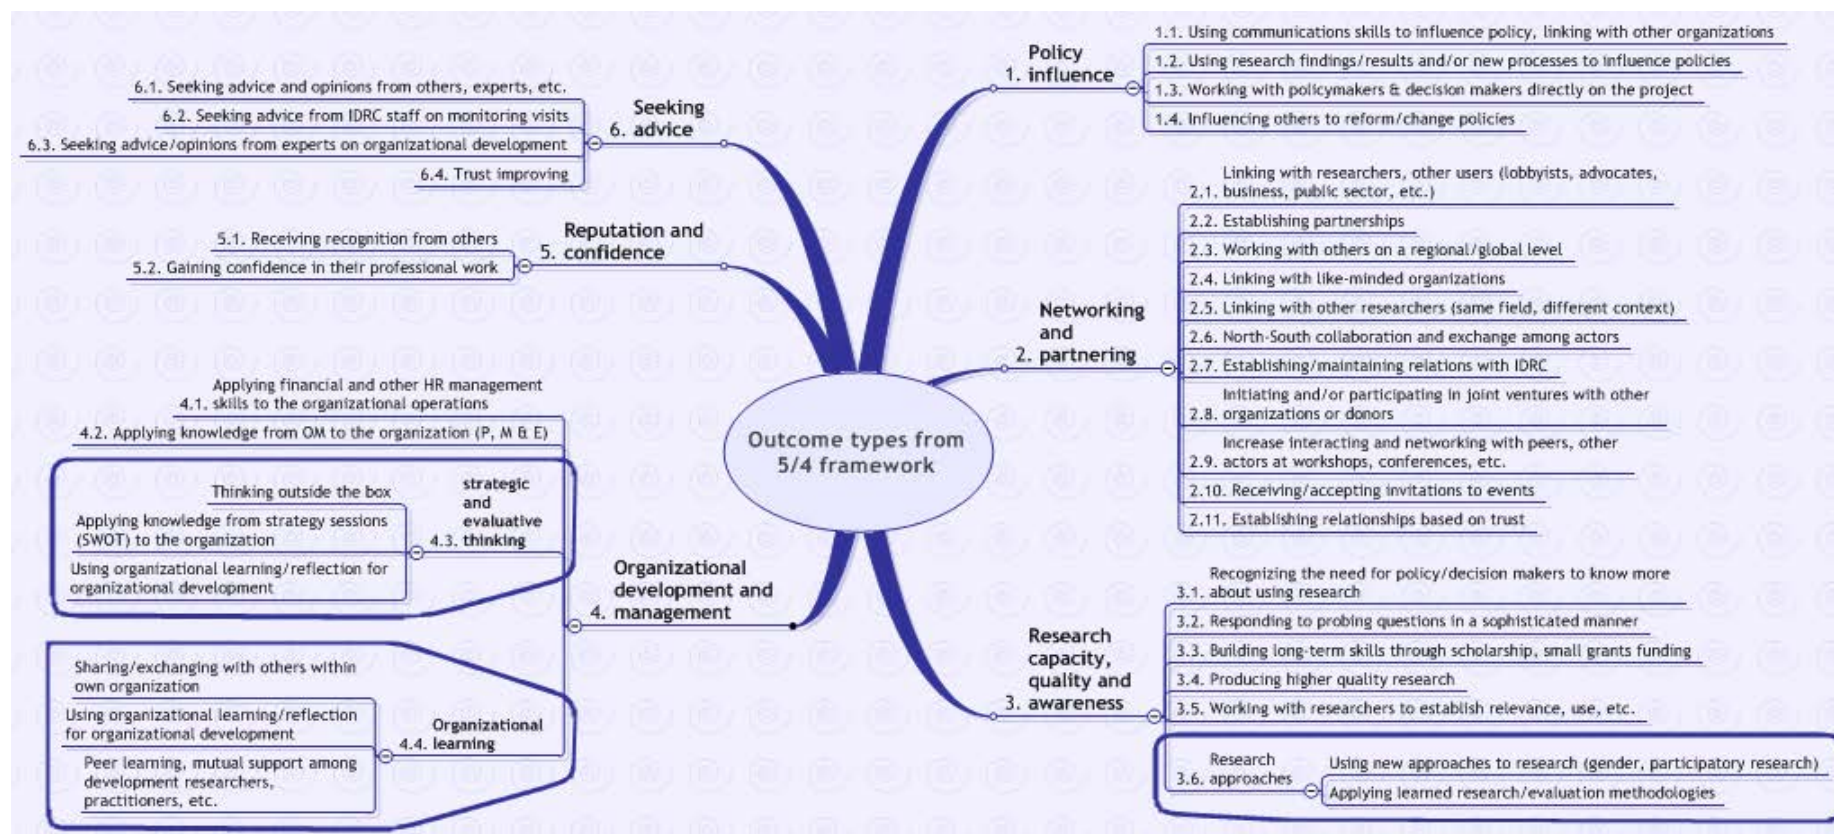 Outcome types from
5/4 framework
Policy
1. influence
1.1. Using communications skills to influence policy, linking with other organizations
1.2. Using research findings/results and/or new processes to influence policies
1.3. Working with policymakers & decision makers directly on the project
1.4. Influencing others to reform/change policies
Networking
and
2. partnering
Linking with researchers, other users (lobbyists, advocates,
2.1. business, public sector, etc.)
2.2. Establishing partnerships
2.3. Working with others on a regional/global level
2.4. Linking with like-minded organizations
2.5. Linking with other researchers (same field, different context)
2.6. North-South collaboration and exchange among actors
2.7. Establishing/maintaining relations with IDRC
Initiating and/or participating in joint ventures with other
2.8. organizations or donors
Increase interacting and networking with peers, other
2.9. actors at workshops, conferences, etc.
2.10. Receiving/accepting invitations to events
2.11. Establishing relationships based on trust
Research
capacity,
quality and
3. awareness
Recognizing the need for policy/decision makers to know more
3.1. about using research
3.2. Responding to probing questions in a sophisticated manner
3.3. Building long-term skills through scholarship, small grants funding
3.4. Producing higher quality research
3.5. Working with researchers to establish relevance, use, etc.
Research
3.6. approaches
Using new approaches to research (gender, participatory research)
Applying learned research/evaluation methodologies
Organizational
development and
4. management
Applying financial and other HR management
4.1. skills to the organizational operations
4.2. Applying knowledge from OM to the organization (P, M & E)
strategic
and
evaluative
4.3. thinking
Thinking outside the box
Applying knowledge from strategy sessions
(SWOT) to the organization
Using organizational learning/reflection for
organizational development
Organizational
4.4. learning
Sharing/exchanging with others within
own organization
Using organizational learning/reflection
for organizational development
Peer learning, mutual support among
development researchers,
practitioners, etc.
Reputation and
5. confidence
5.1. Receiving recognition from others
5.2. Gaining confidence in their professional work
Seeking
6. advice
6.1. Seeking advice and opinions from others, experts, etc.
6.2. Seeking advice from IDRC staff on monitoring visits
6.3. Seeking advice/opinions from experts on organizational development
6.4. Trust improving